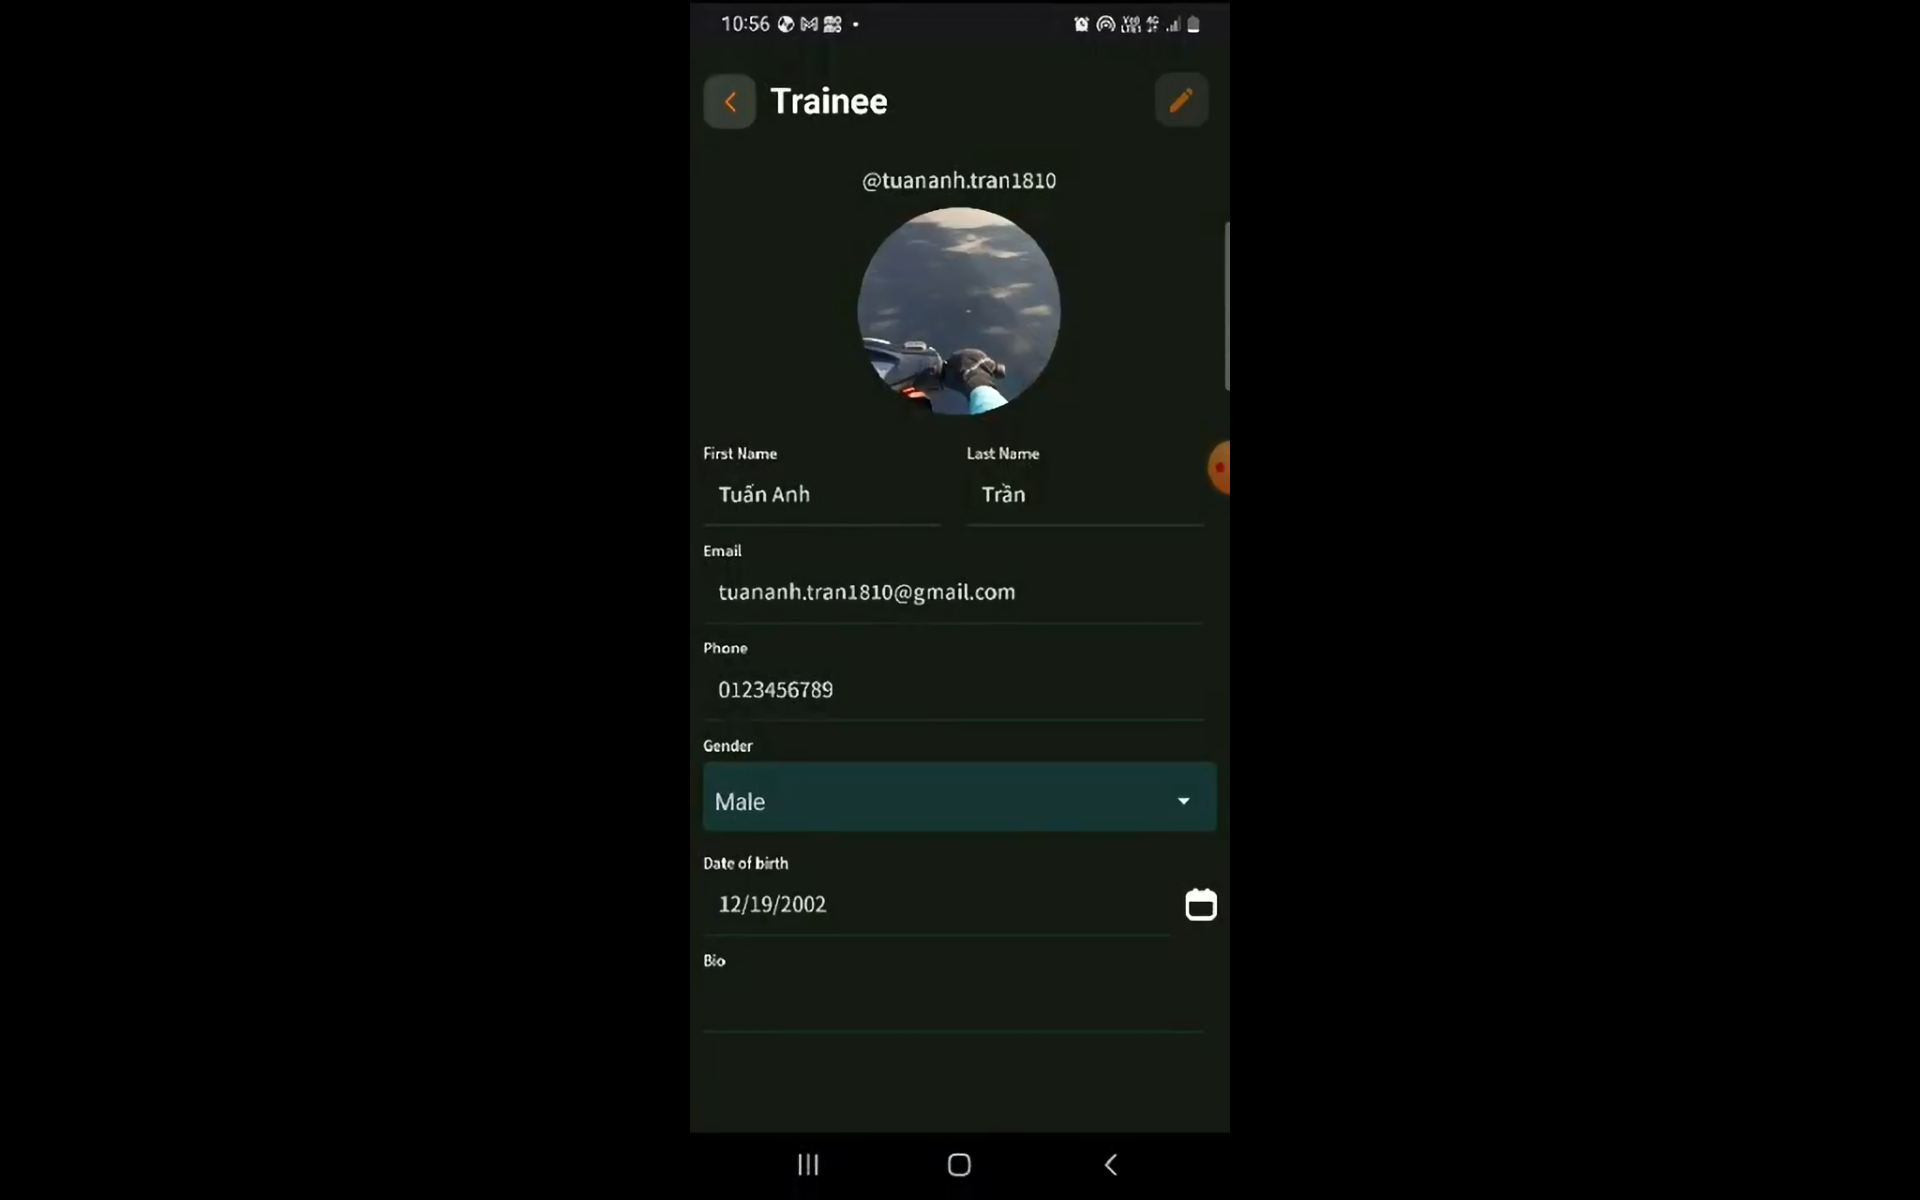 10:56
Trainee
@tuananh.tran1810
First Name
Last Name
Tuấn Anh
Trần
Email
tuananh.tran1810@gmail.com
Phone
0123456789
Gender
Male
Date of birth
12/19/2002
Bio